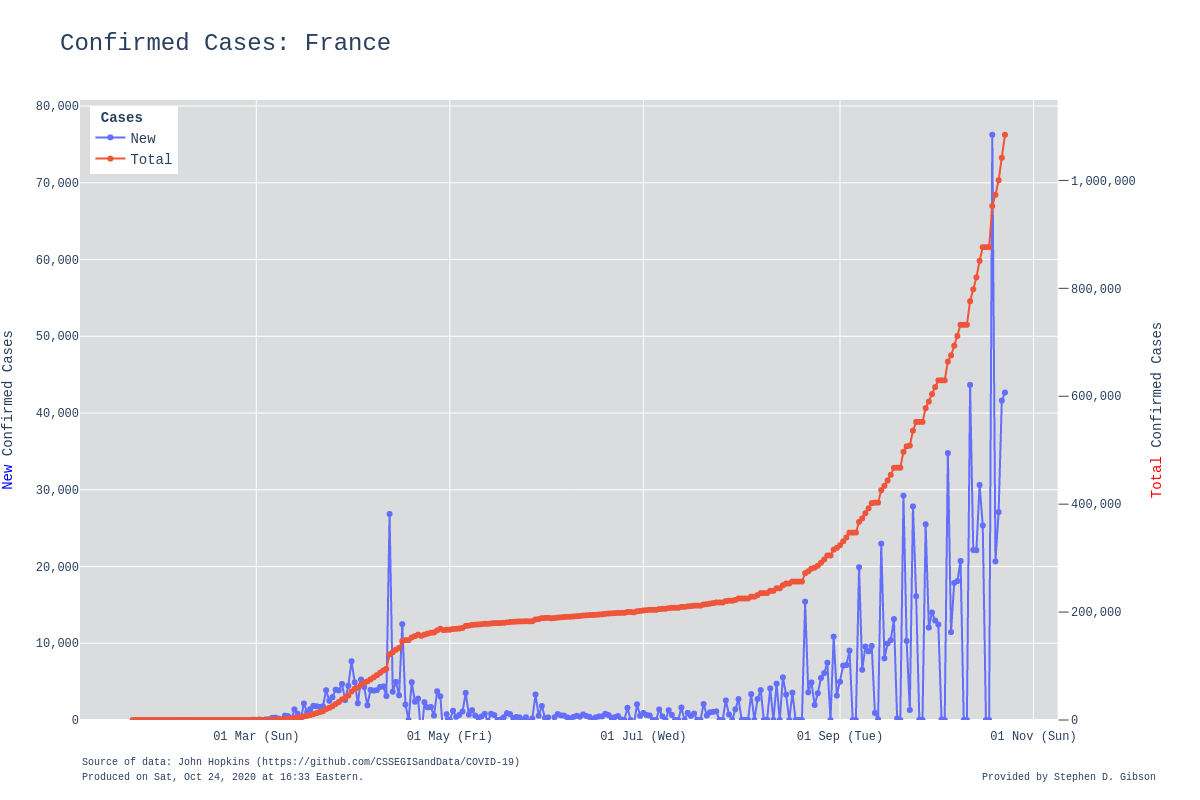 Confirmed Cases: France
Cases
New
Total
80,000
70,000
60,000
50,000
40,000
30,000
20,000
10,000
0
New Confirmed Cases
1,000,000
800,000
600,000
400,000
200,000
0
Total Confirmed Cases
01 Mar (Sun)
01 May (Fri)
01 Jul (Wed)
01 Sep (Tue)
01 Nov (Sun)
Source of data: John Hopkins (https://github.com/CSSEGISandData/COVID-19)
Produced on Sat, Oct 24, 2020 at 16:33 Eastern.
Provided by Stephen D. Gibson